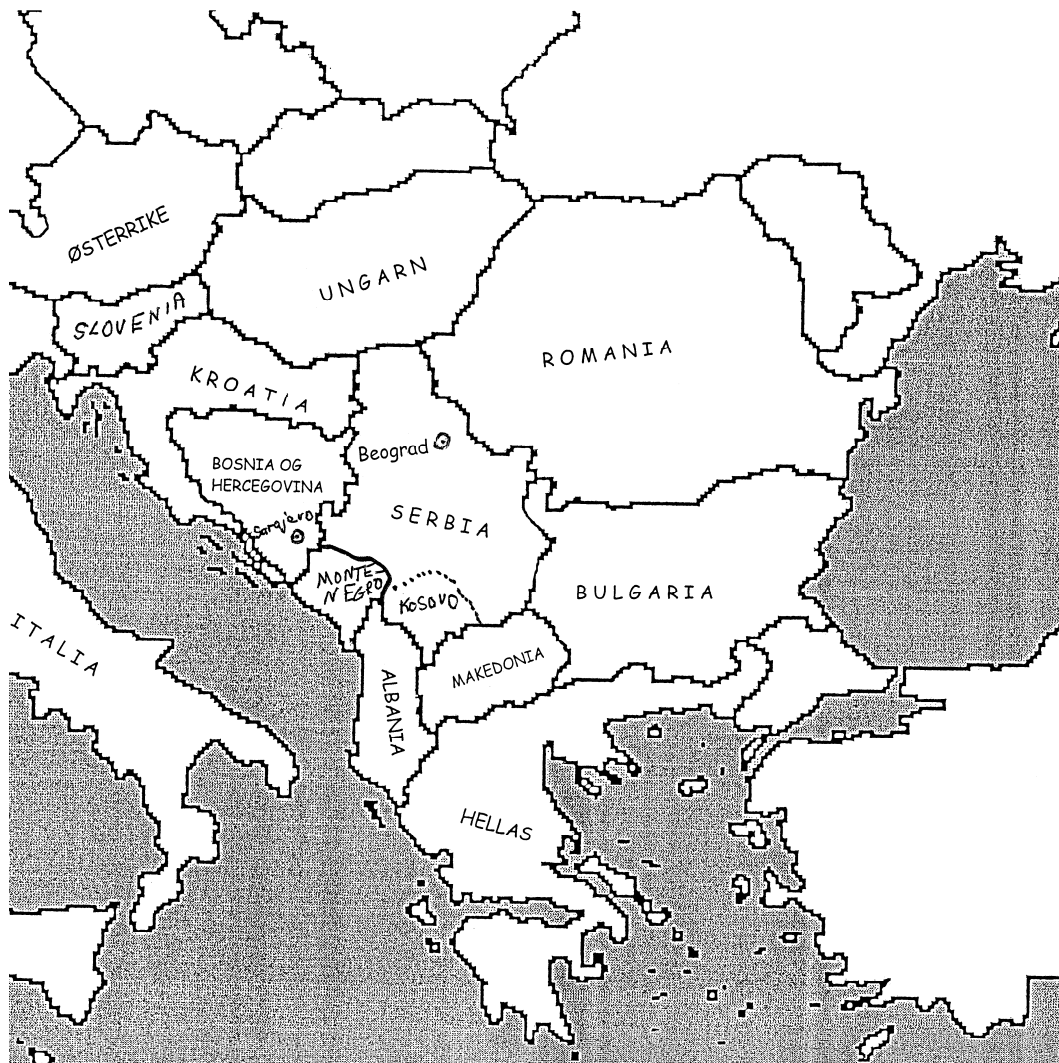 ØSTERRIKE
UNGARN
SLOVENIA
ROMANIA
KROATIA
Beograd
BOSNIA OG
HERCEGOVINA
SERBIA
Sarajevo
MONTE-
NEGRO
KOSOVO
BULGARIA
ITALIA
MAKEDONIA
ALBANIA
HELLAS